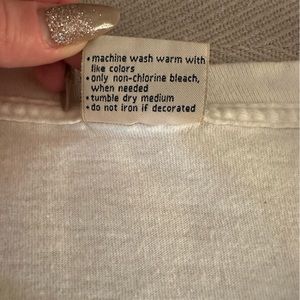 • machine wash warm with
like colors
• only non-chlorine bleach,
when needed
• tumble dry medium
• do not iron if decorated